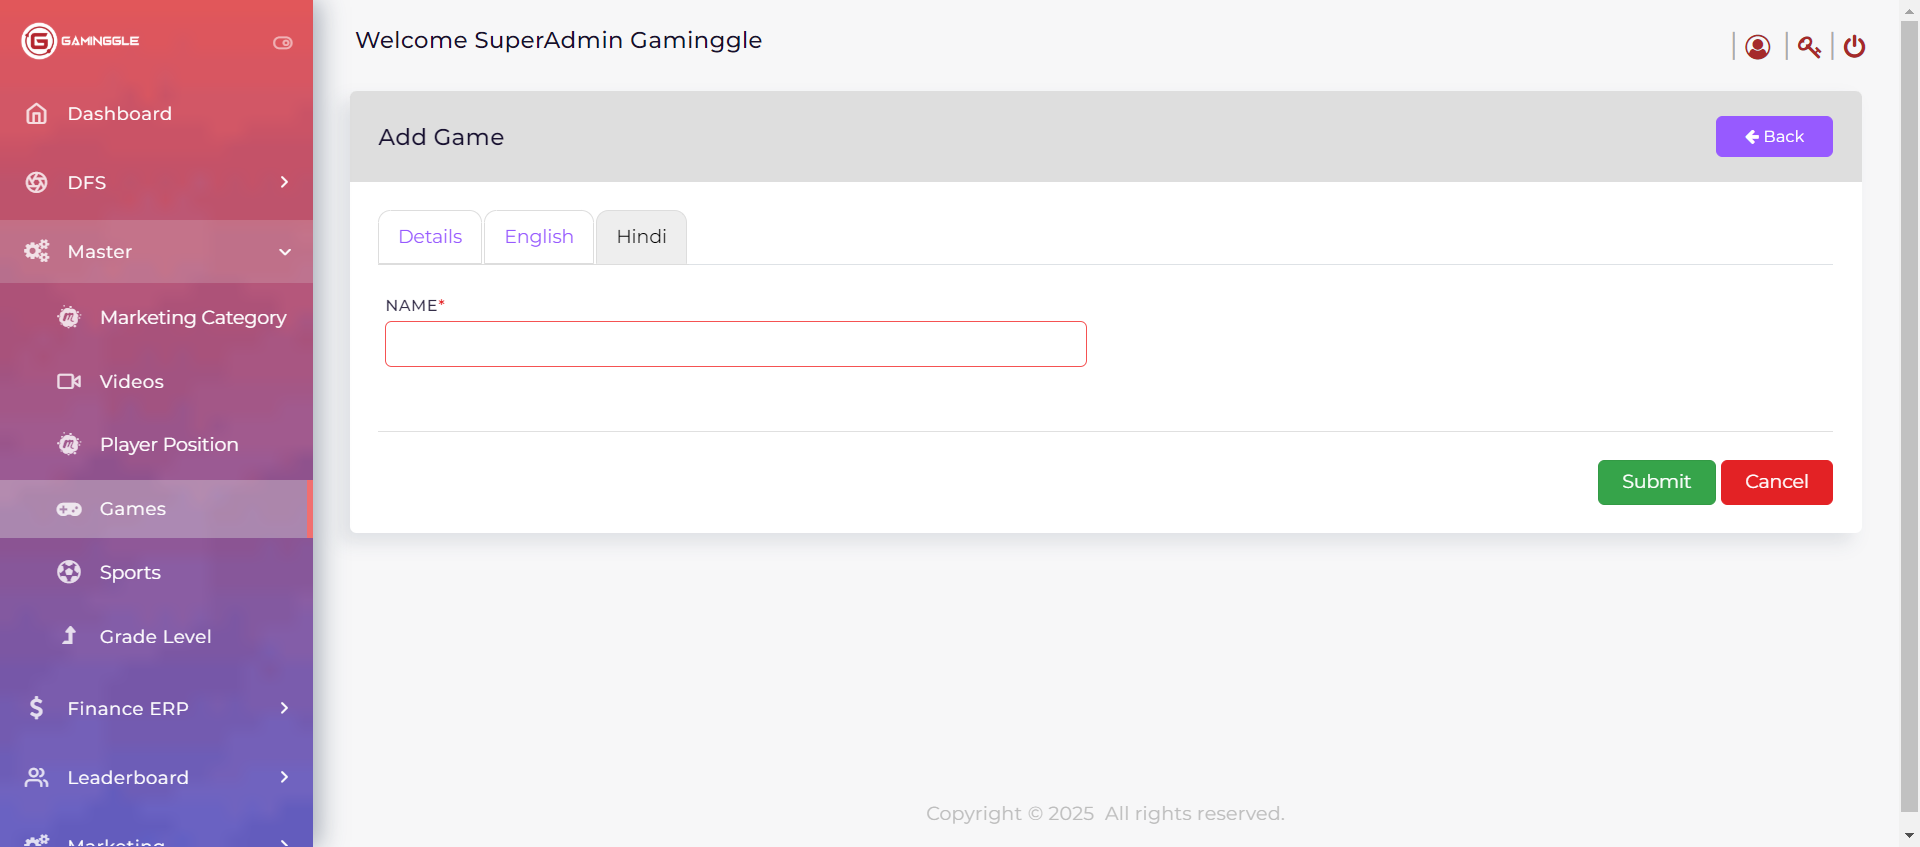 GAMINGGLE
Welcome SuperAdmin Gaminggle
Dashboard
DFS
Master
Marketing Category
Videos
Player Position
Games
Sports
Grade Level
Finance ERP
Leaderboard
Marketing
Add Game
Back
Details
English
Hindi
NAME*
Submit
Cancel
Copyright © 2025 All rights reserved.